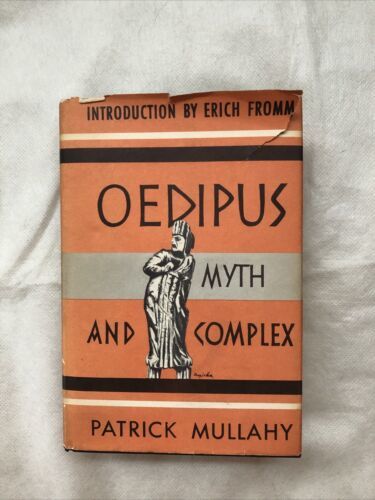 INTRODUCTION BY ERICH FROMM
OEDIPUS
MYTH
AND COMPLEX
PATRICK MULLAHY